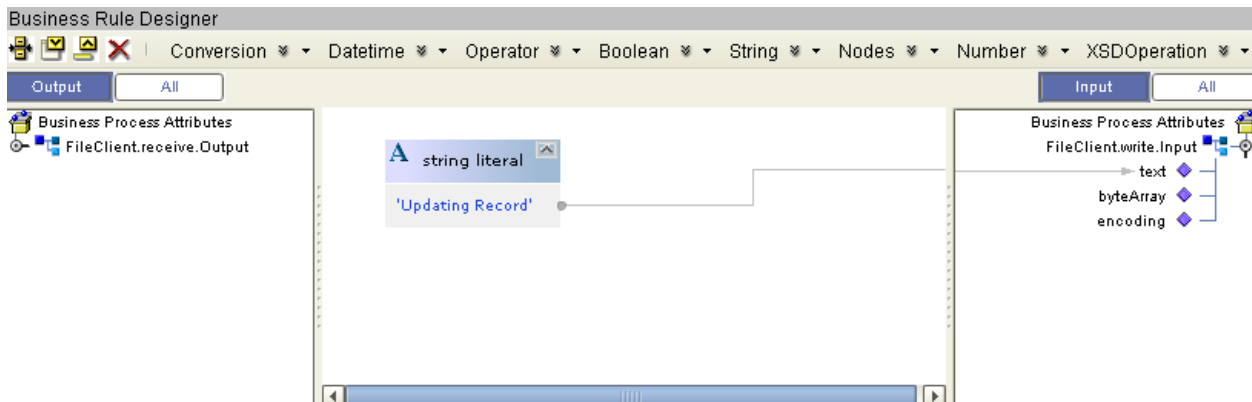 Business Rule Designer
Conversion Datetime Operator Boolean String Nodes Number XSDOperation
Output All Input All
Business Process Attributes
FileClient.receive.Output
A string literal
'Updating Record'
Business Process Attributes
FileClient.write.Input
text
byteArray
encoding